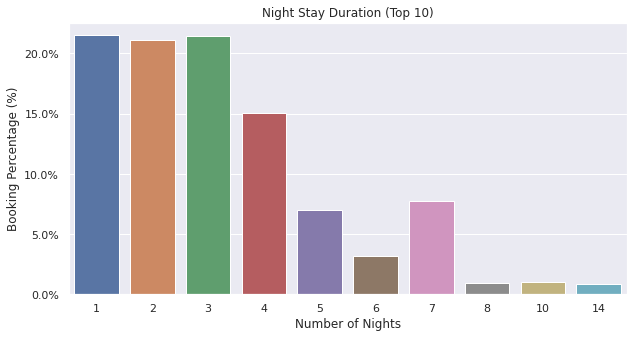 Night Stay Duration (Top 10)
Booking Percentage (%)
20.0%
15.0%
10.0%
5.0%
0.0%
1 2 3 4 5 6 7 8 10 14
Number of Nights